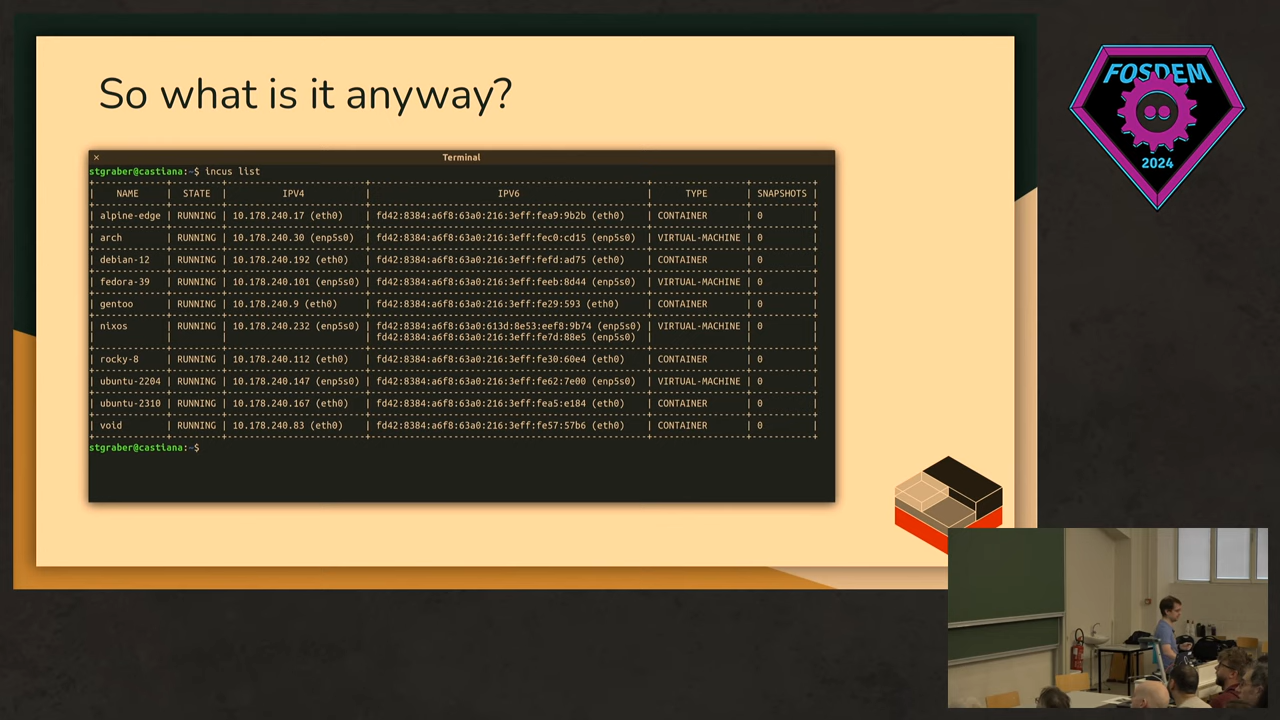 So what is it anyway?
FOSDEM
2024
× Terminal
stgraber@castiana:~$ incus list
| NAME | STATE | IPV4 | IPV6 | TYPE | SNAPSHOTS |
| alpine-edge | RUNNING | 10.178.240.17 (eth0) | fd42:8384:a6f8:63a0:216:3eff:fea9:9b2b (eth0) | CONTAINER | 0 |
| arch | RUNNING | 10.178.240.30 (enp5s0) | fd42:8384:a6f8:63a0:216:3eff:fec0:cd15 (enp5s0) | VIRTUAL-MACHINE | 0 |
| debian-12 | RUNNING | 10.178.240.192 (eth0) | fd42:8384:a6f8:63a0:216:3eff:fefd:ad75 (eth0) | CONTAINER | 0 |
| fedora-39 | RUNNING | 10.178.240.101 (enp5s0) | fd42:8384:a6f8:63a0:216:3eff:feeb:8d44 (enp5s0) | VIRTUAL-MACHINE | 0 |
| gentoo | RUNNING | 10.178.240.9 (eth0) | fd42:8384:a6f8:63a0:216:3eff:fe29:593 (eth0) | CONTAINER | 0 |
| nixos | RUNNING | 10.178.240.232 (enp5s0) | fd42:8384:a6f8:63a0:613d:8e53:eef8:9b74 (enp5s0) | VIRTUAL-MACHINE | 0 |
| | | | fd42:8384:a6f8:63a0:216:3eff:fe7d:88e5 (enp5s0) | | |
| rocky-8 | RUNNING | 10.178.240.112 (eth0) | fd42:8384:a6f8:63a0:216:3eff:fe30:60e4 (eth0) | CONTAINER | 0 |
| ubuntu-2204 | RUNNING | 10.178.240.147 (enp5s0) | fd42:8384:a6f8:63a0:216:3eff:fe62:7e00 (enp5s0) | VIRTUAL-MACHINE | 0 |
| ubuntu-2310 | RUNNING | 10.178.240.167 (eth0) | fd42:8384:a6f8:63a0:216:3eff:fea5:e184 (eth0) | CONTAINER | 0 |
| void | RUNNING | 10.178.240.83 (eth0) | fd42:8384:a6f8:63a0:216:3eff:fe57:57b6 (eth0) | CONTAINER | 0 |
stgraber@castiana:~$